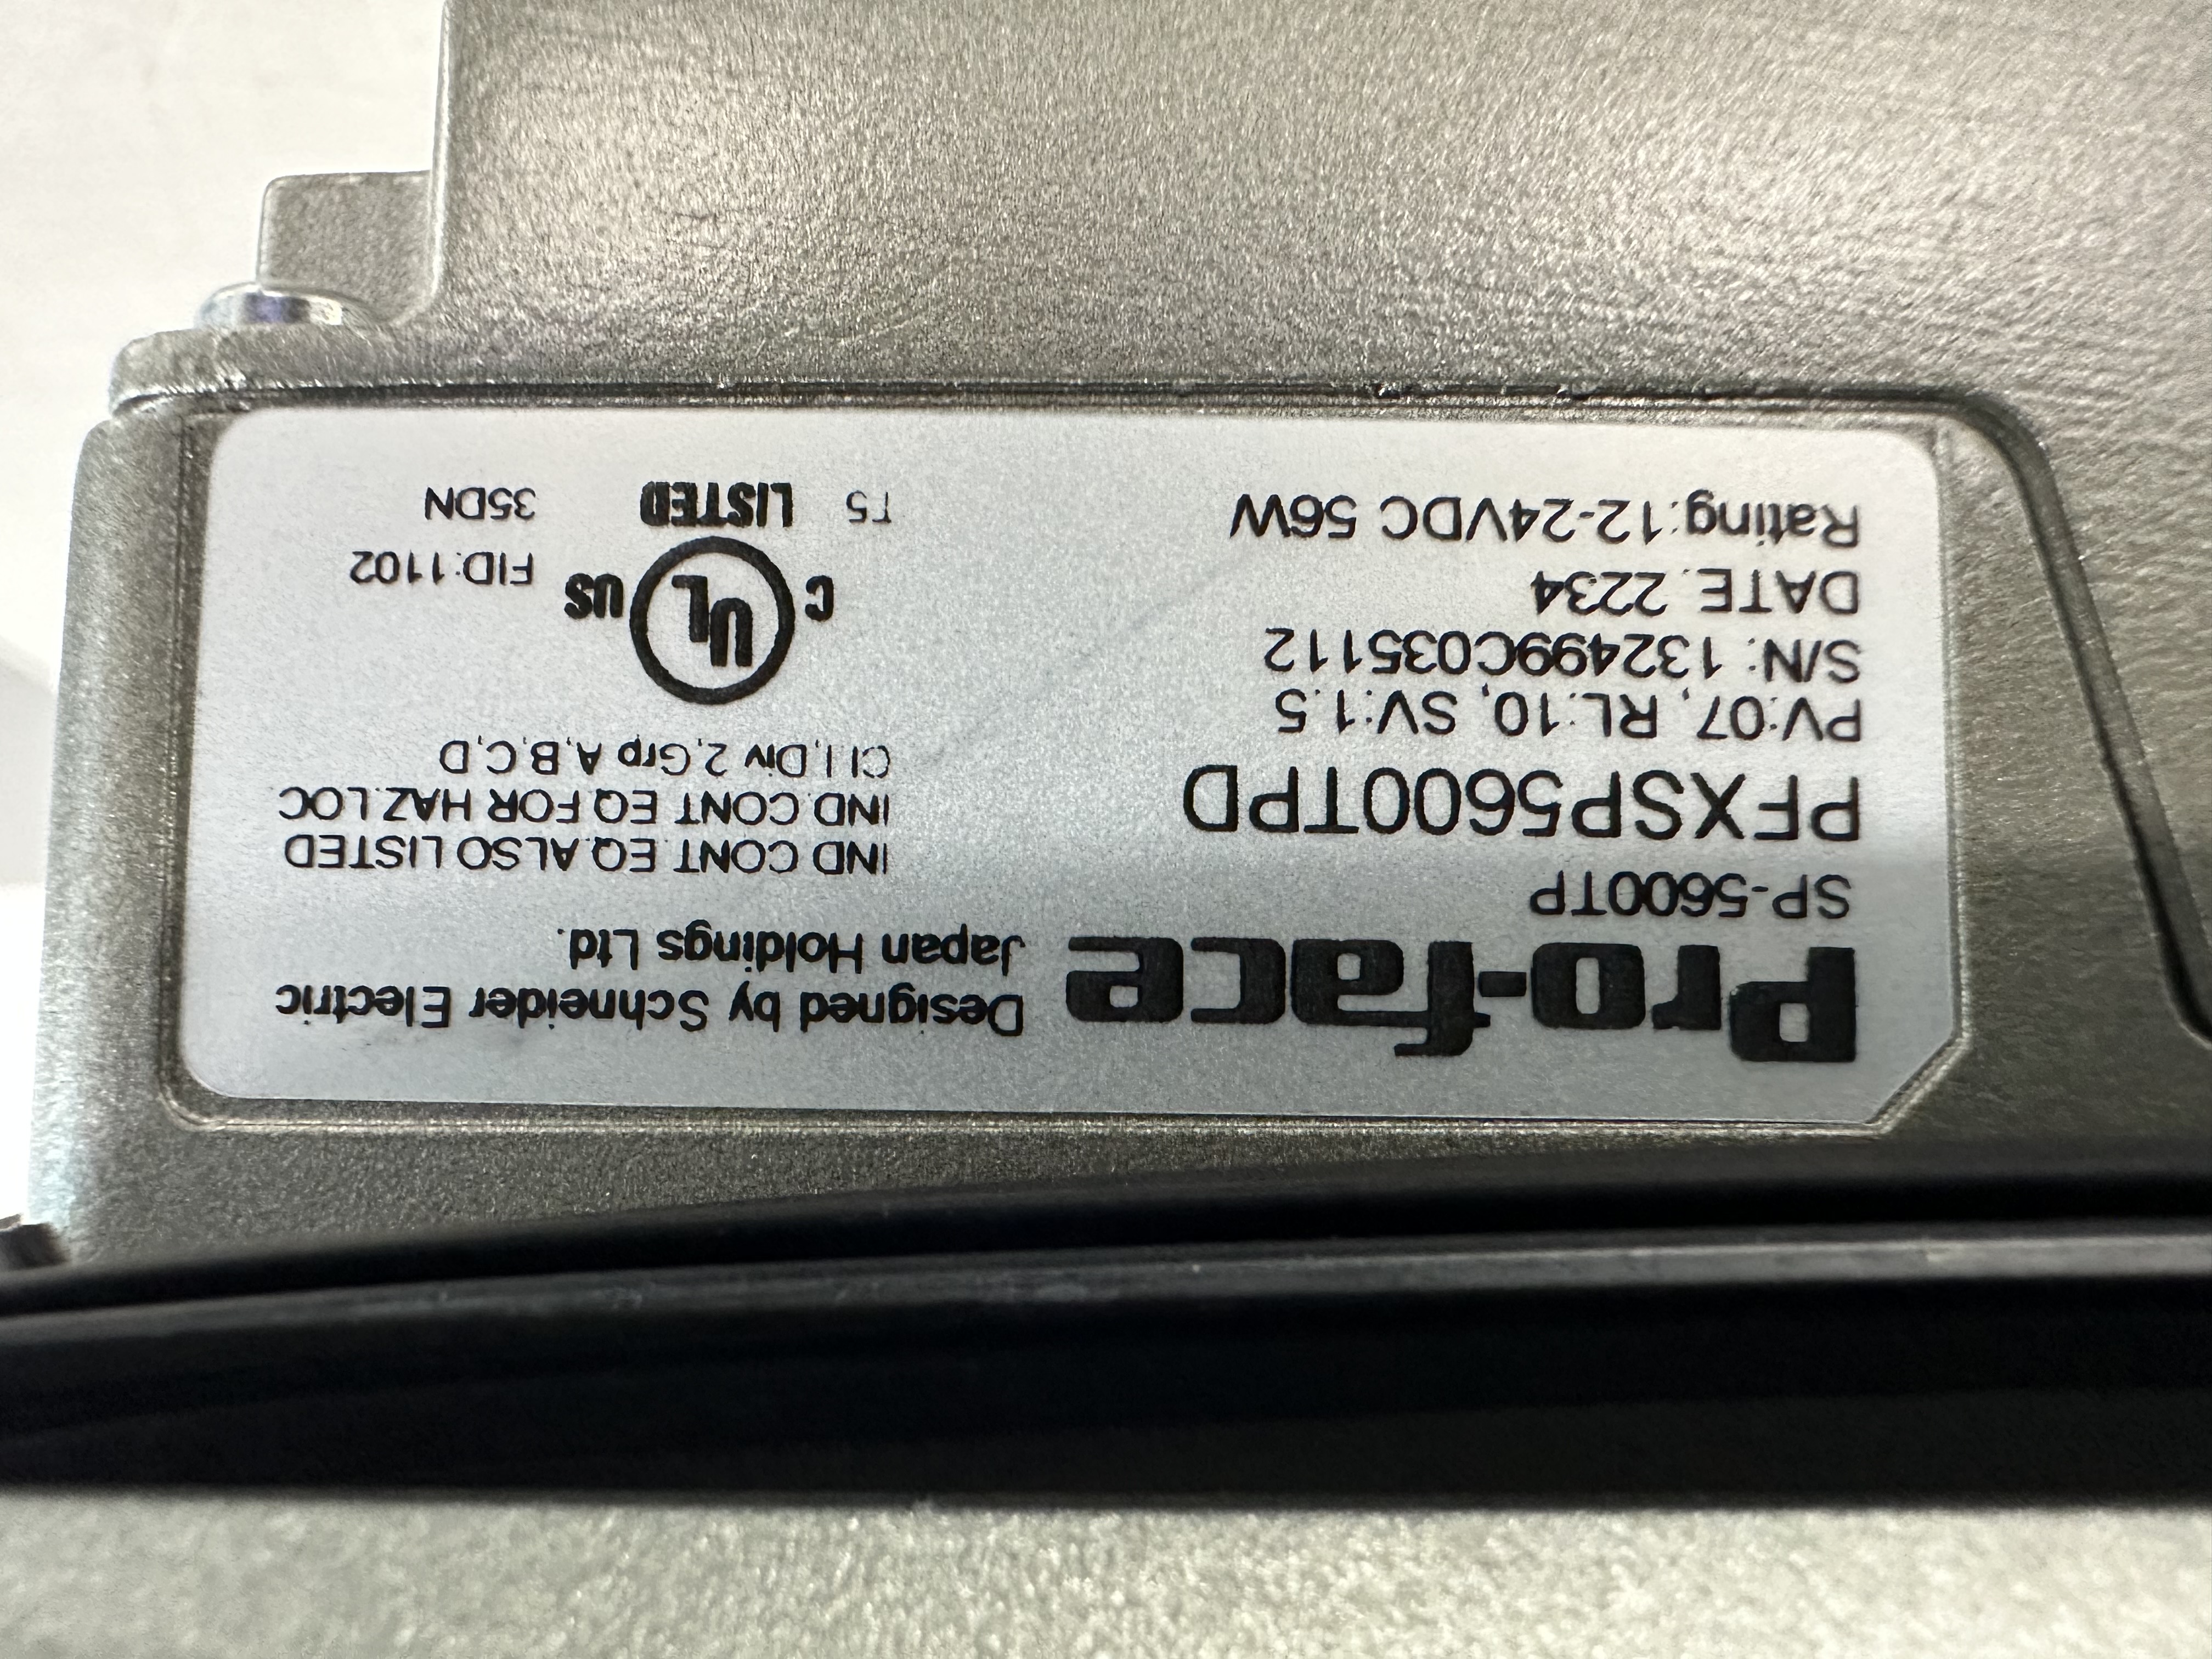 Pro-face
Designed by Schneider Electric
Japan Holdings Ltd.
SP-5600TP
PFXSP5600TPD
PV:07, RL:10, SV:1.5
S/N: 132499C035112
DATE: 2234
Rating:12-24VDC 56W
IND.CONT.EQ.ALSO LISTED
IND.CONT.EQ.FOR HAZ.LOC
Cl I,Div 2,Grp A,B,C,D
C UL US
FID:1102
T5 LISTED 35DN